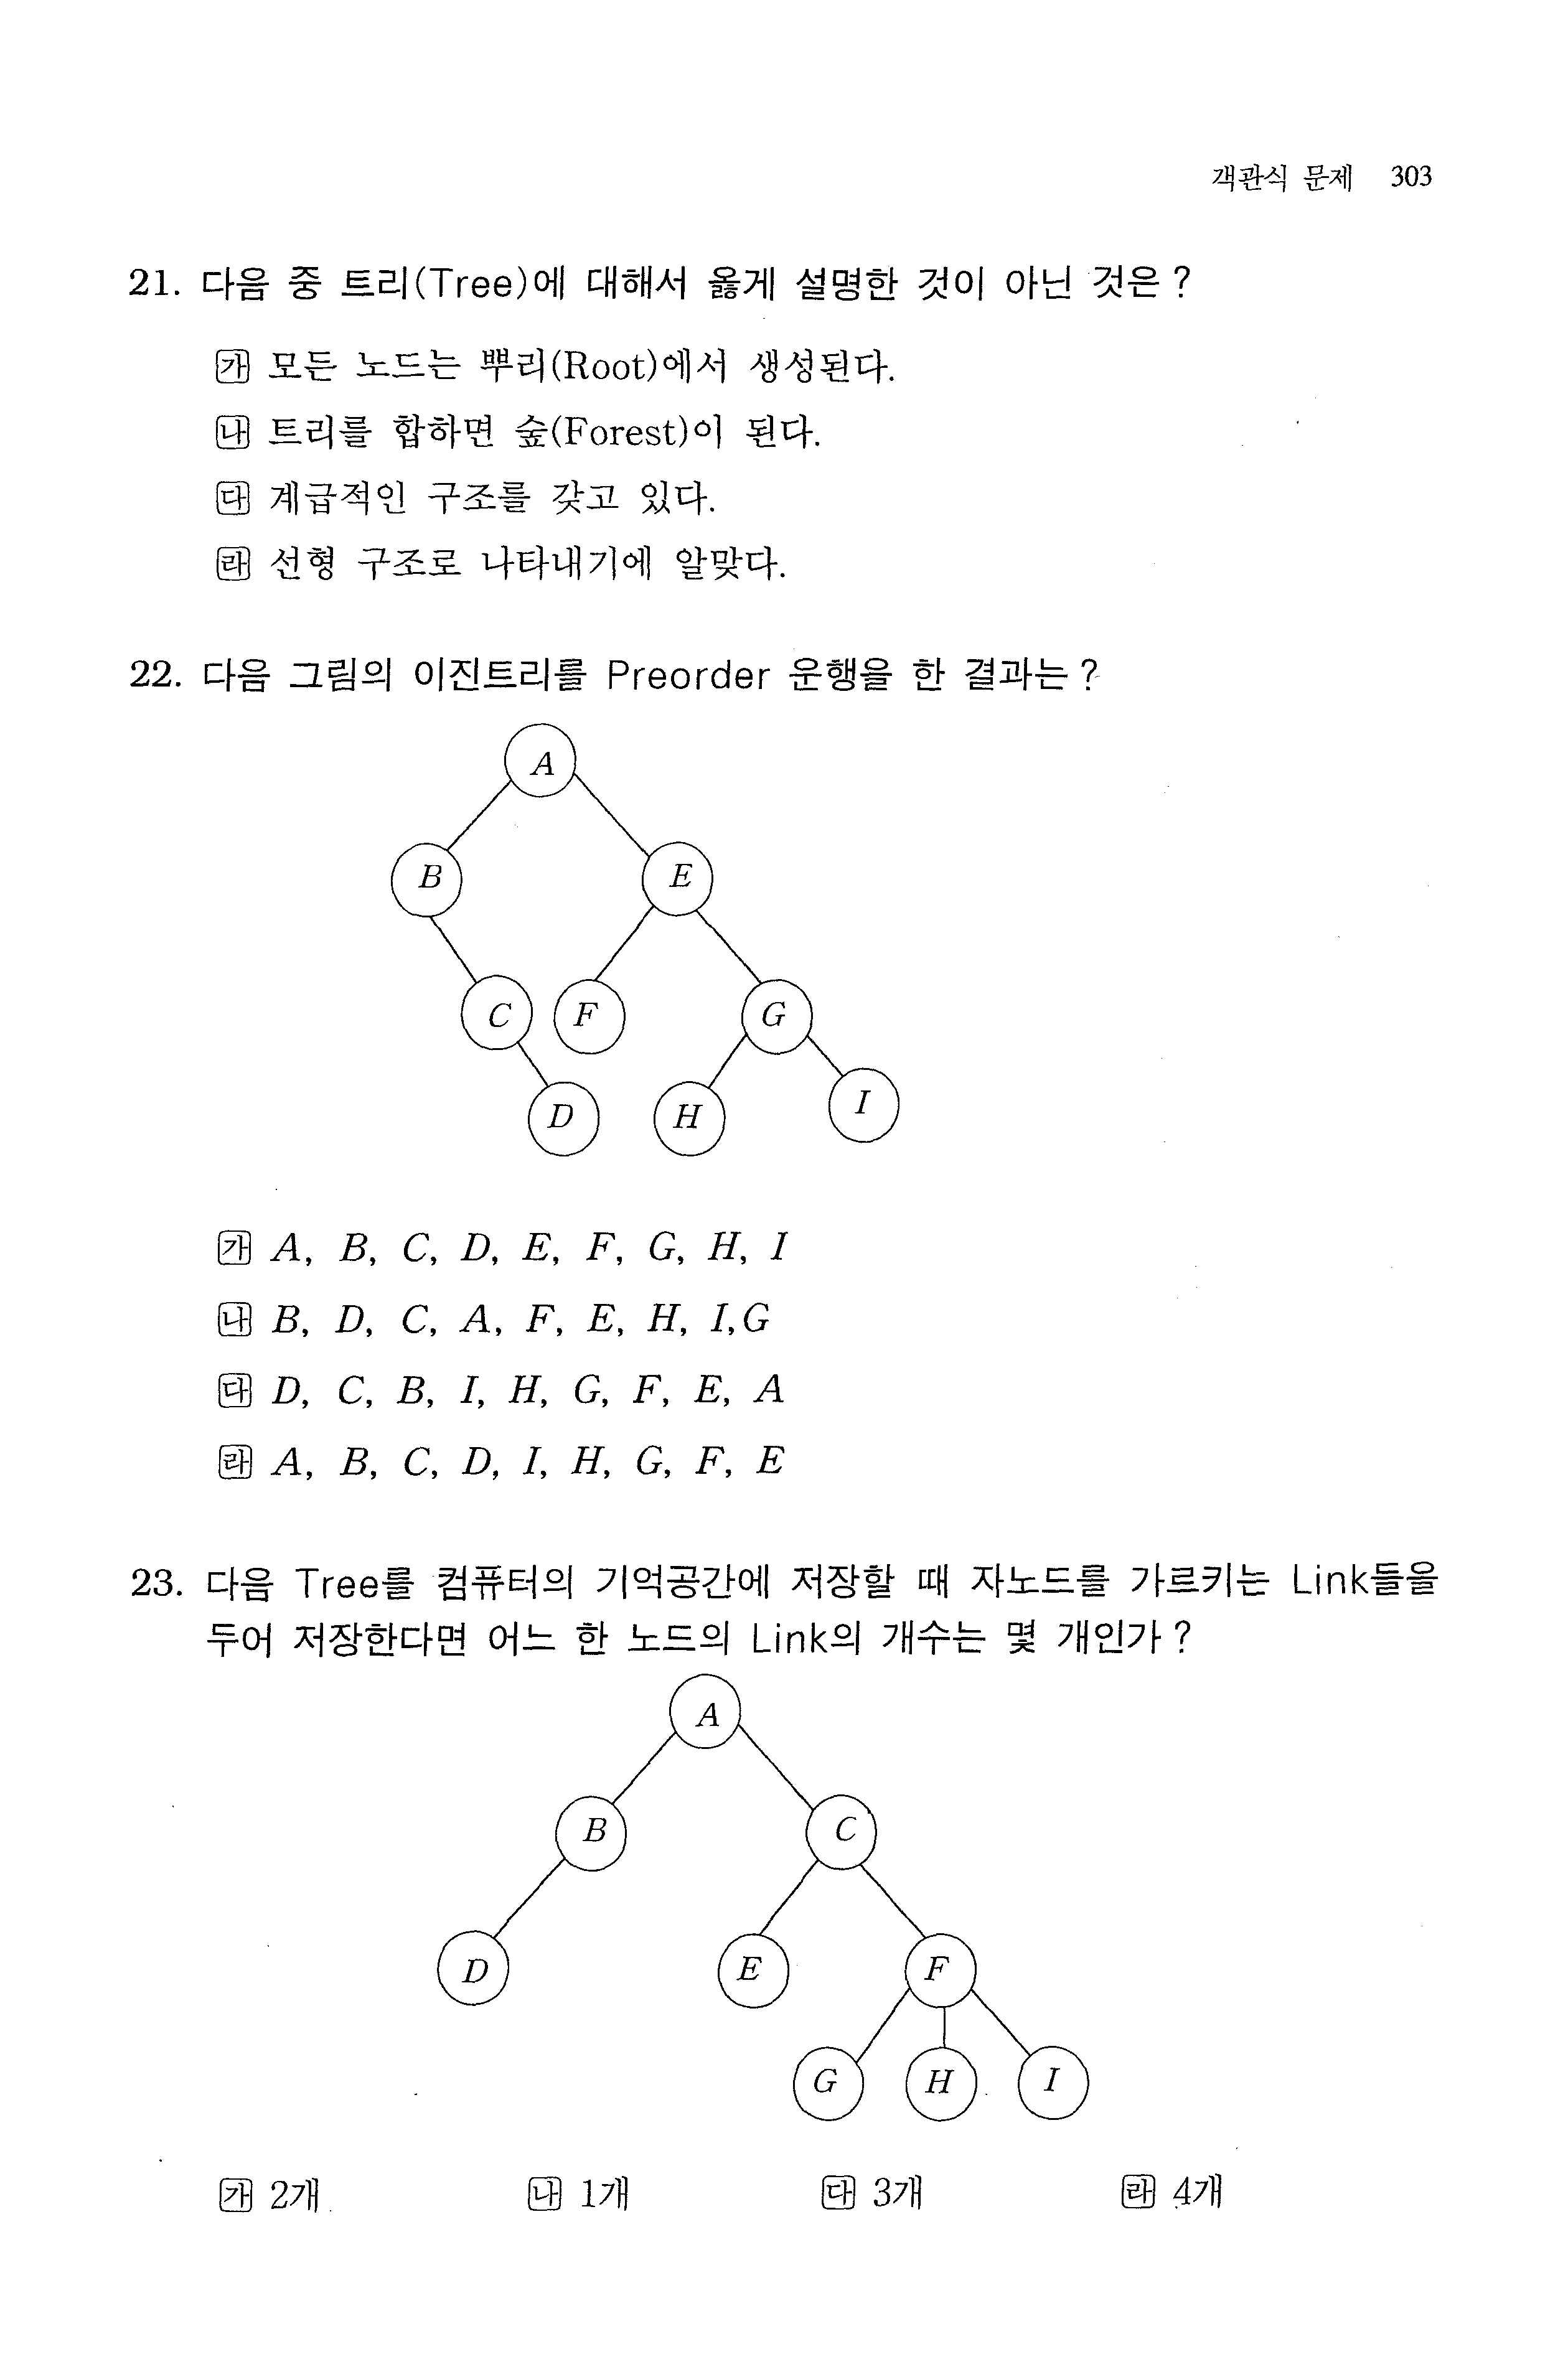 객관식 문제 303
21. 다음 중 트리(Tree)에 대해서 옳게 설명한 것이 아닌 것은?
가 모든 노드는 뿌리(Root)에서 생성된다.
나 트리를 합하면 숲(Forest)이 된다.
다 계급적인 구조를 갖고 있다.
라 선형 구조로 나타내기에 알맞다.
22. 다음 그림의 이진트리를 Preorder 운행을 한 결과는?
A
B E
C F G
D H I
가 A, B, C, D, E, F, G, H, I
나 B, D, C, A, F, E, H, I, G
다 D, C, B, I, H, G, F, E, A
라 A, B, C, D, I, H, G, F, E
23. 다음 Tree를 컴퓨터의 기억공간에 저장할 때 자노드를 가르키는 Link들을
두어 저장한다면 어느 한 노드의 Link의 개수는 몇 개인가?
A
B C
D E F
G H I
가 2개 나 1개 다 3개 라 4개